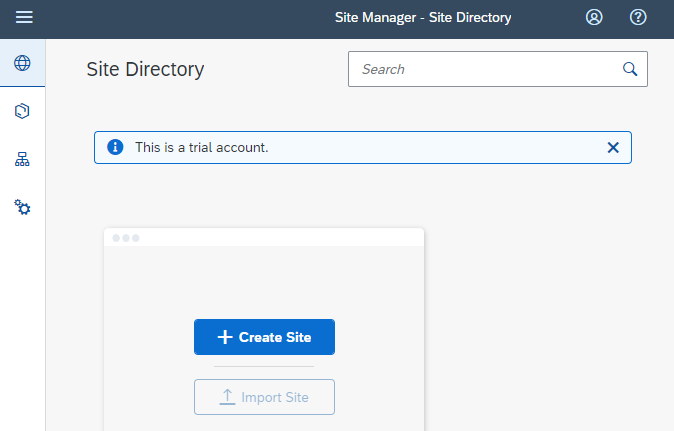 Site Manager - Site Directory
Site Directory
Search
This is a trial account.
Create Site
Import Site